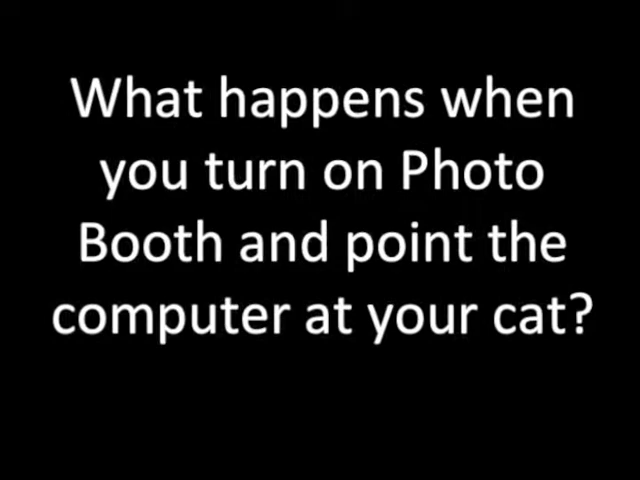 What happens when
you turn on Photo
Booth and point the
computer at your cat?